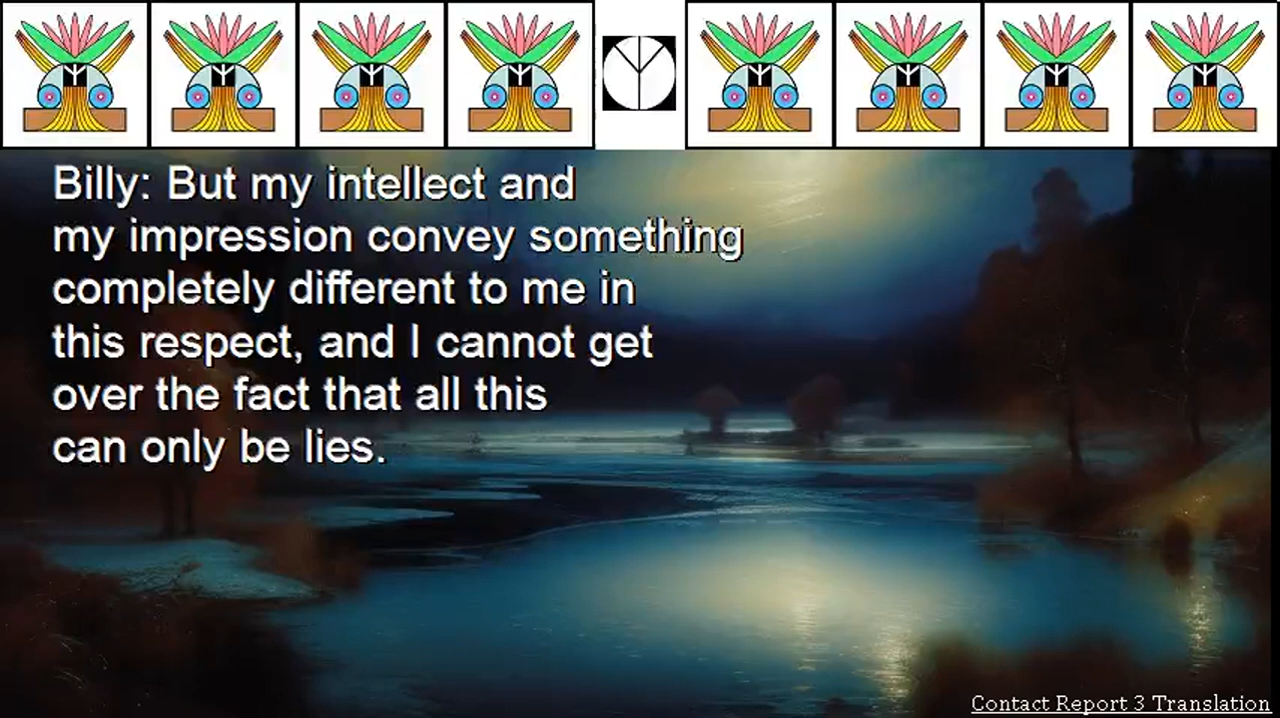 Billy: But my intellect and
my impression convey something
completely different to me in
this respect, and I cannot get
over the fact that all this
can only be lies.
Contact Report 3 Translation